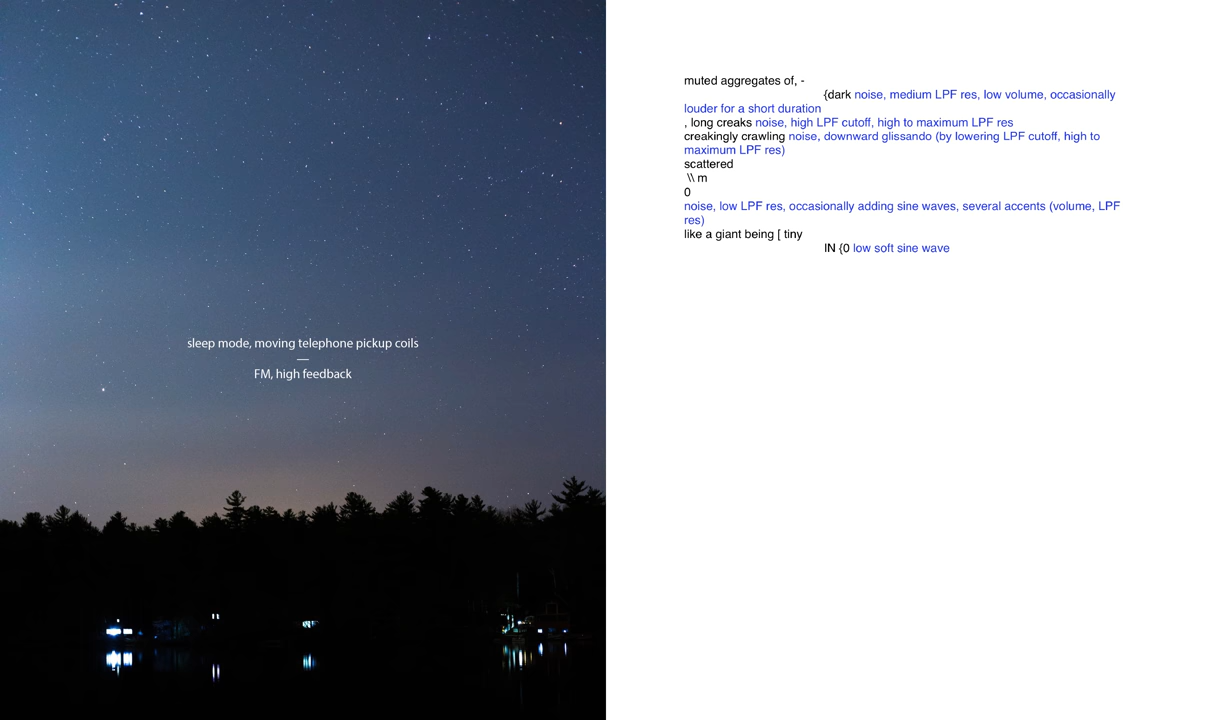 sleep mode, moving telephone pickup coils
—
FM, high feedback
muted aggregates of, -
{dark noise, medium LPF res, low volume, occasionally
louder for a short duration
, long creaks noise, high LPF cutoff, high to maximum LPF res
creakingly crawling noise, downward glissando (by lowering LPF cutoff, high to
maximum LPF res)
scattered
\\ m
0
noise, low LPF res, occasionally adding sine waves, several accents (volume, LPF
res)
like a giant being [ tiny
IN {0 low soft sine wave